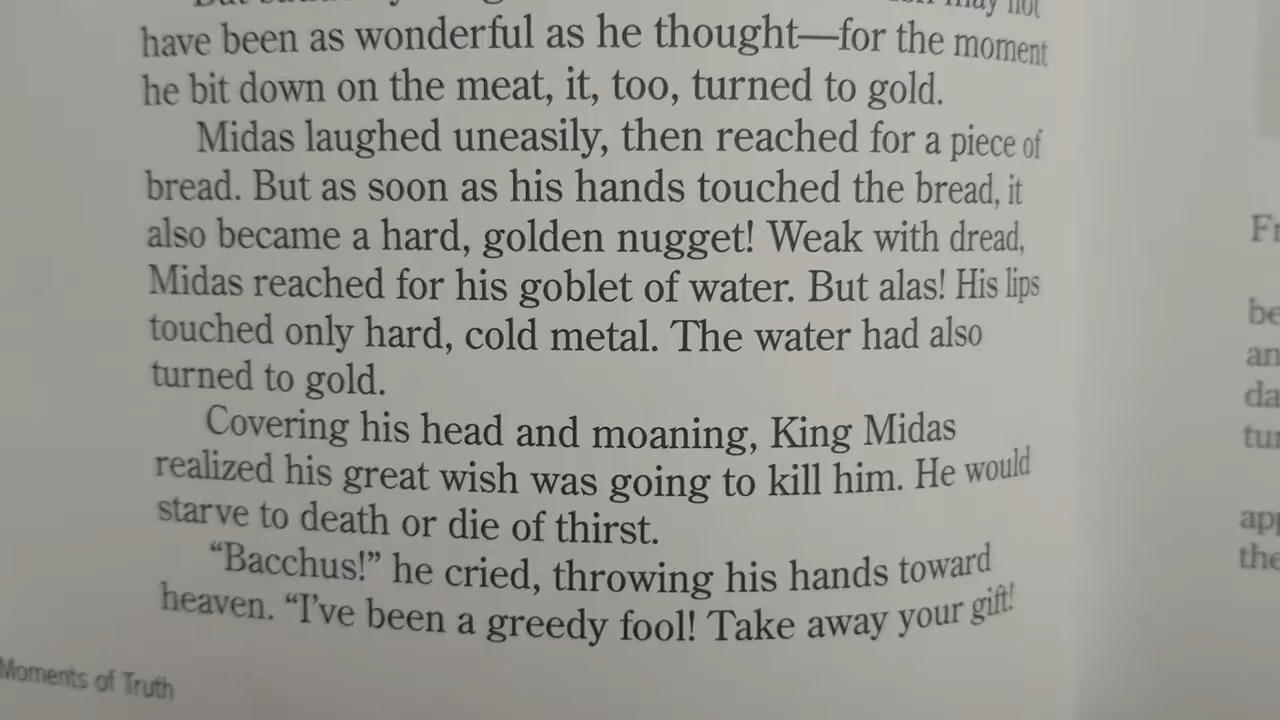 may not
have been as wonderful as he thought—for the moment
he bit down on the meat, it, too, turned to gold.
Midas laughed uneasily, then reached for a piece of
bread. But as soon as his hands touched the bread, it
also became a hard, golden nugget! Weak with dread,
Midas reached for his goblet of water. But alas! His lips
touched only hard, cold metal. The water had also
turned to gold.
Covering his head and moaning, King Midas
realized his great wish was going to kill him. He would
starve to death or die of thirst.
“Bacchus!” he cried, throwing his hands toward
heaven. “I’ve been a greedy fool! Take away your gift!
Moments of Truth